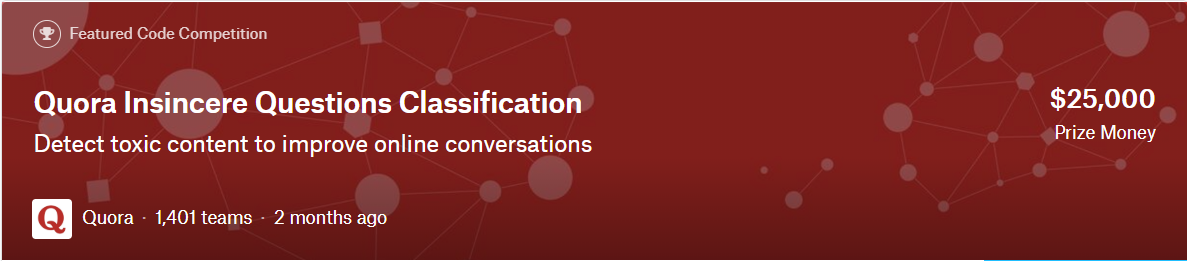 Featured Code Competition
Quora Insincere Questions Classification
$25,000
Detect toxic content to improve online conversations
Prize Money
Q
Quora · 1,401 teams · 2 months ago